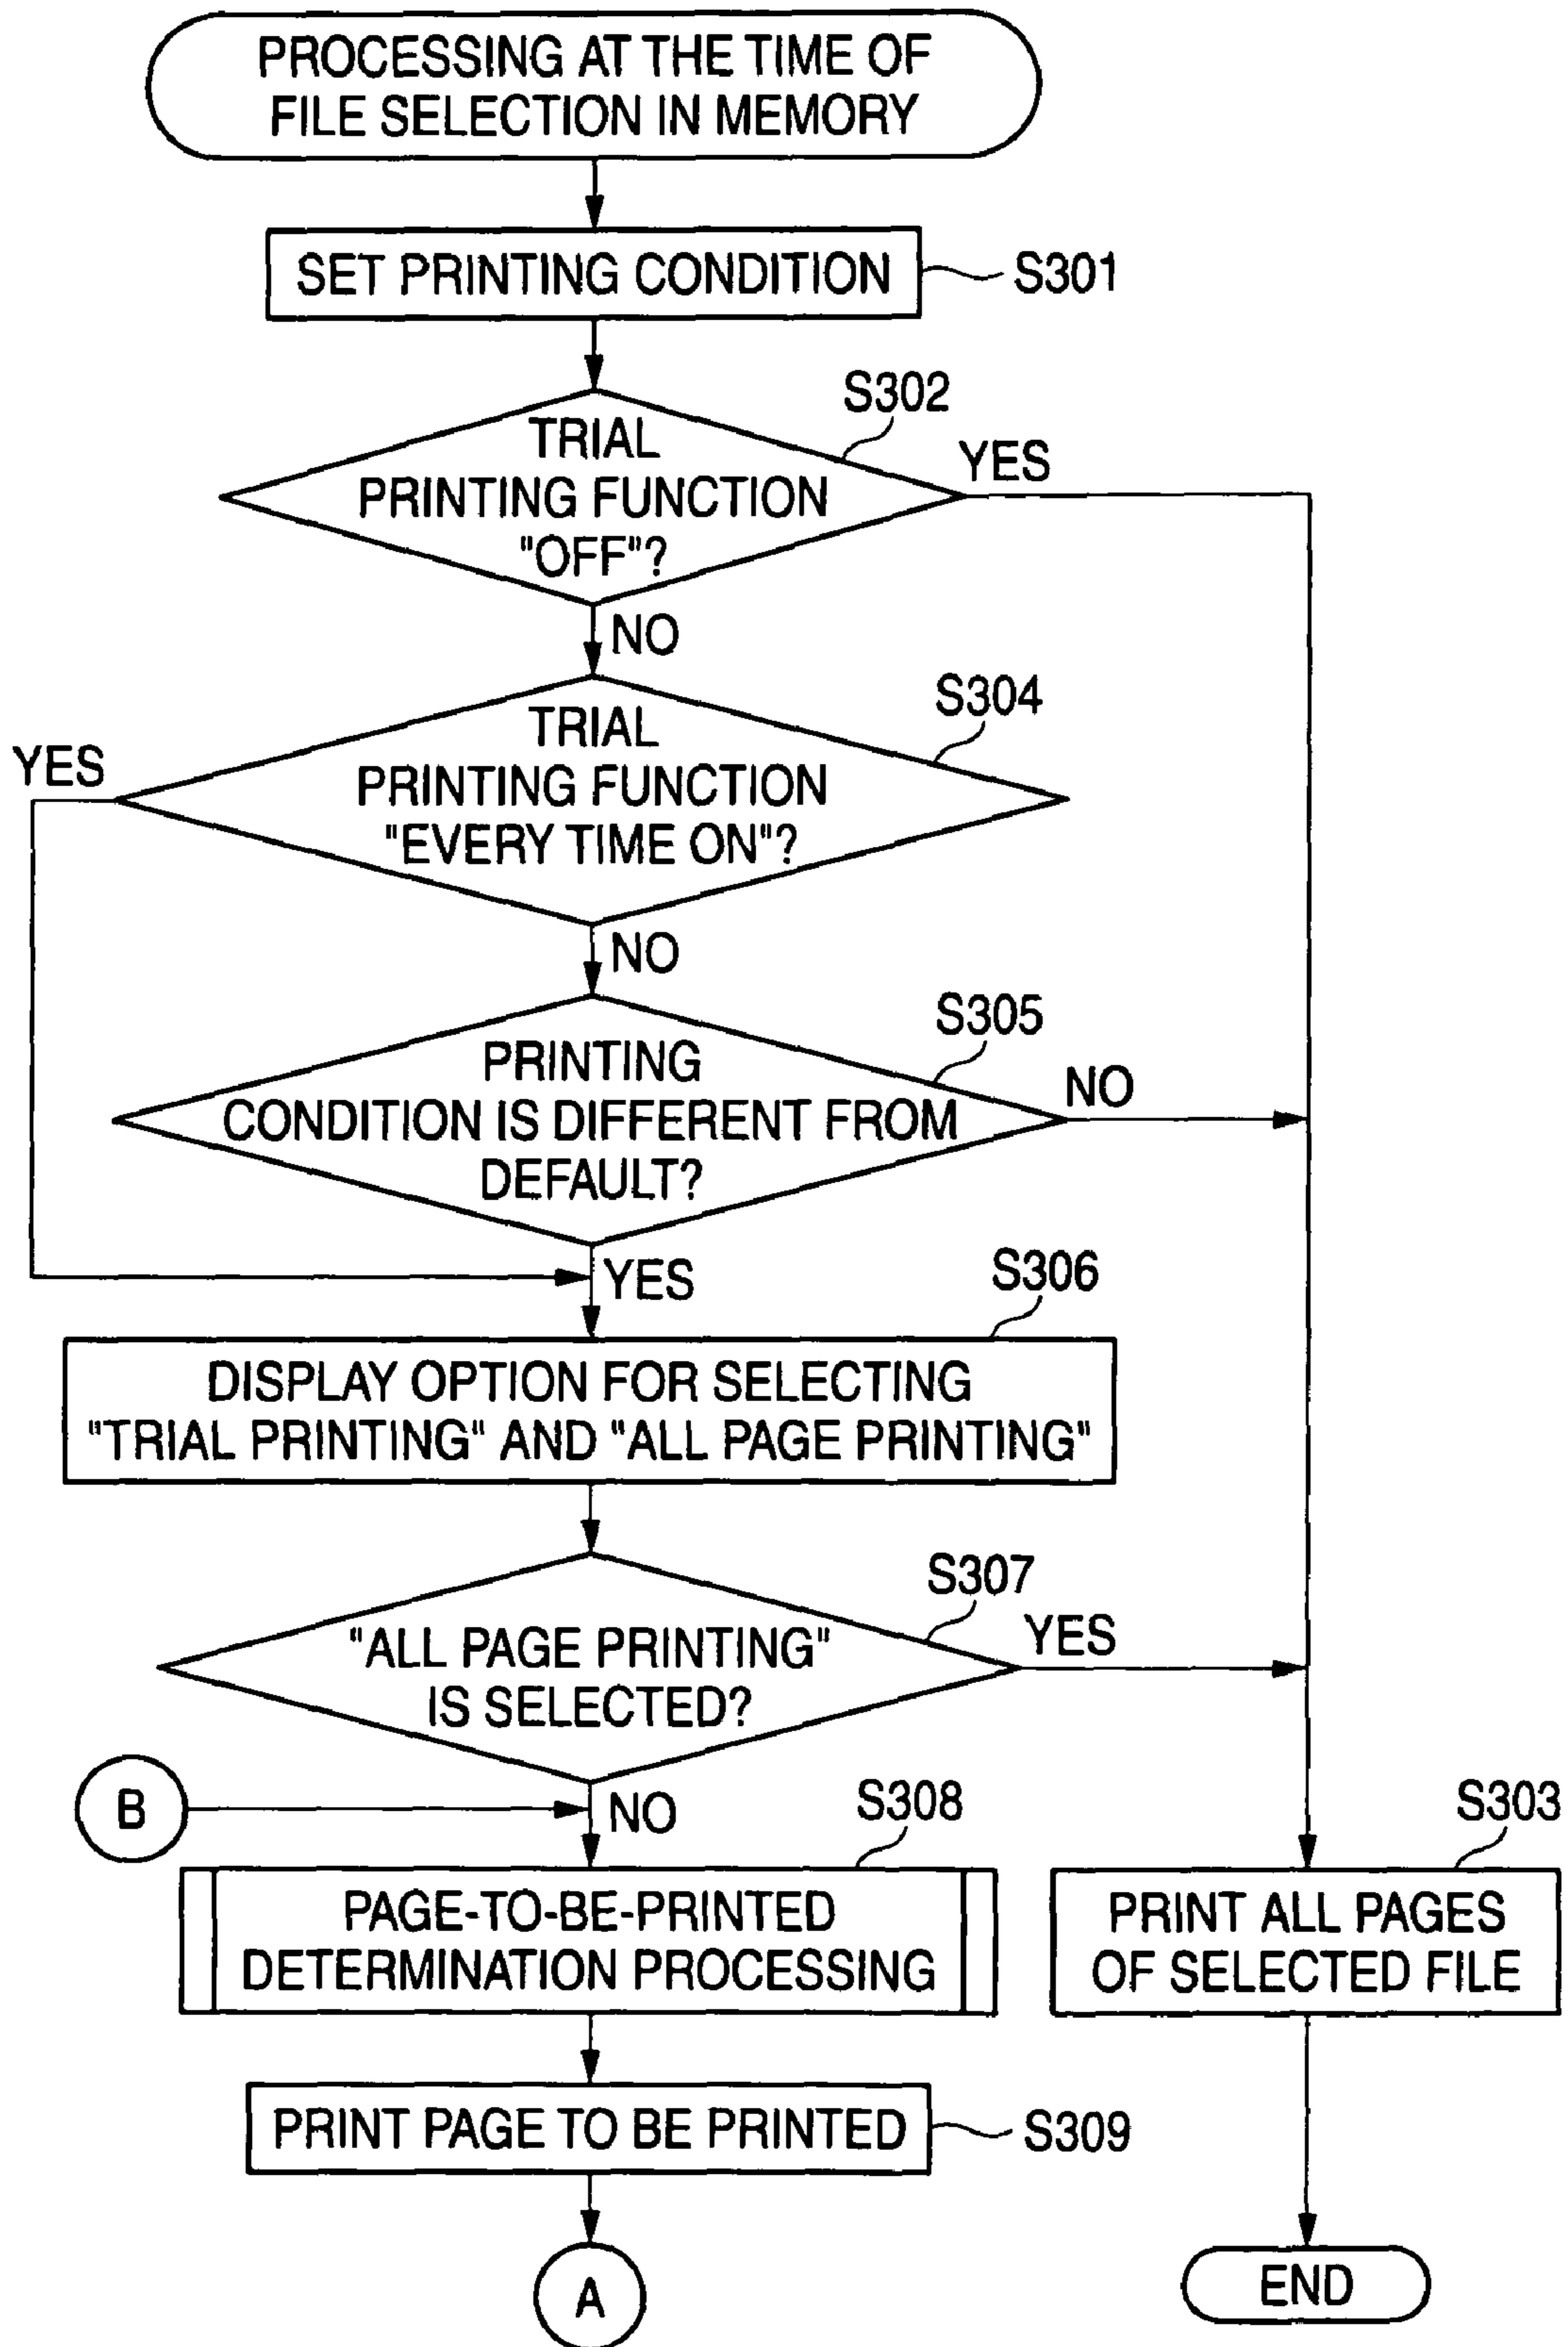 PROCESSING AT THE TIME OF
FILE SELECTION IN MEMORY
SET PRINTING CONDITION
S301
S302
TRIAL
PRINTING FUNCTION
"OFF"?
YES
NO
S304
TRIAL
PRINTING FUNCTION
"EVERY TIME ON"?
YES
NO
S305
PRINTING
CONDITION IS DIFFERENT FROM
DEFAULT?
NO
YES
S306
DISPLAY OPTION FOR SELECTING
"TRIAL PRINTING" AND "ALL PAGE PRINTING"
S307
"ALL PAGE PRINTING"
IS SELECTED?
YES
B
NO
S308
PAGE-TO-BE-PRINTED
DETERMINATION PROCESSING
S303
PRINT ALL PAGES
OF SELECTED FILE
PRINT PAGE TO BE PRINTED
S309
A
END